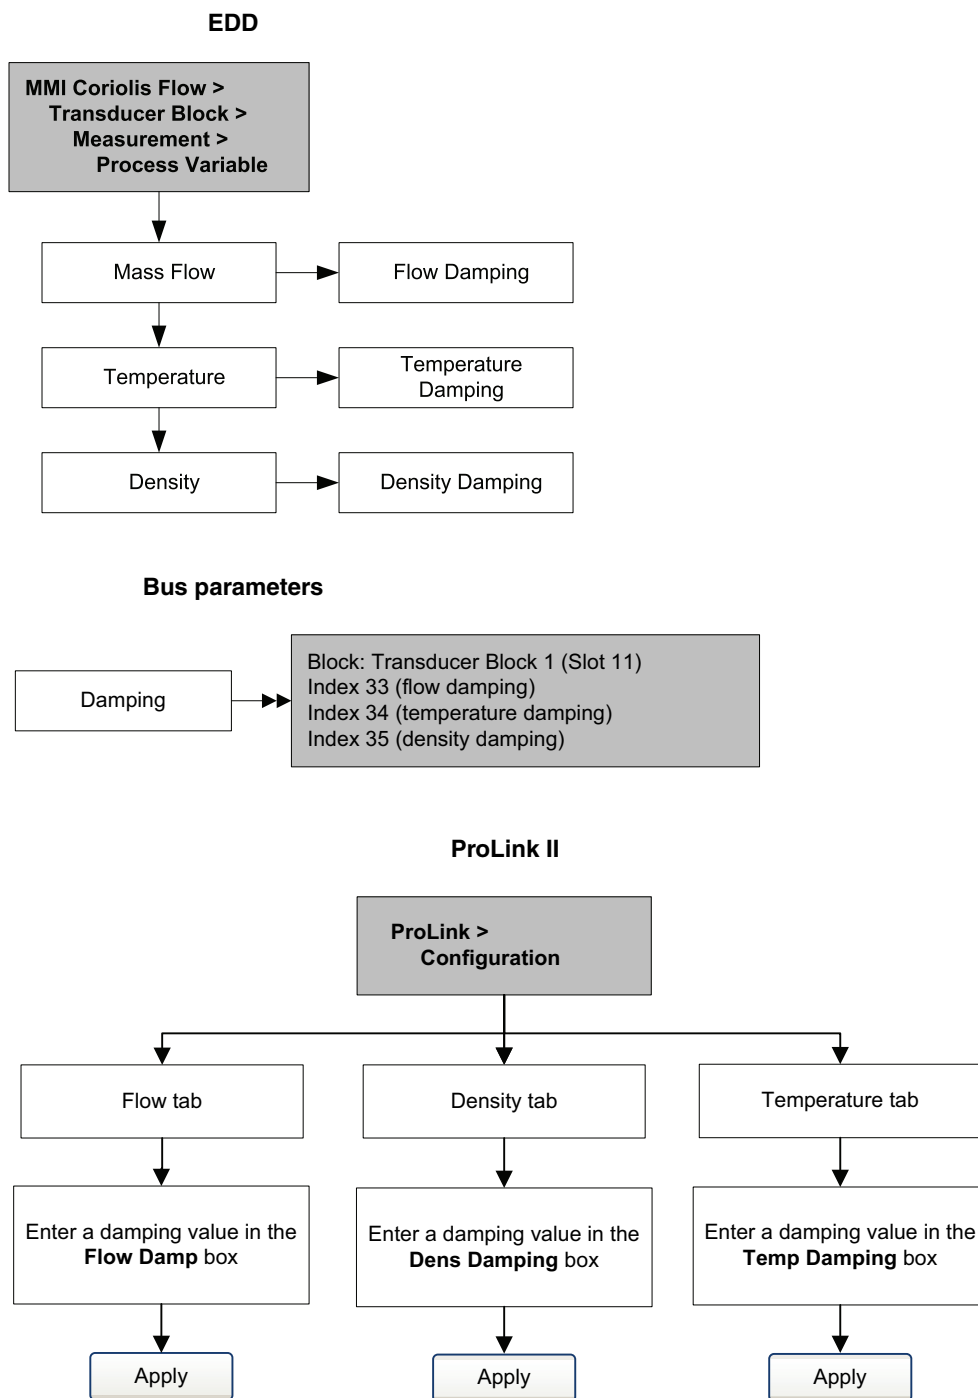 EDD
MMI Coriolis Flow >
Transducer Block >
Measurement >
Process Variable
Mass Flow
Flow Damping
Temperature
Temperature
Damping
Density
Density Damping
Bus parameters
Damping
Block: Transducer Block 1 (Slot 11)
Index 33 (flow damping)
Index 34 (temperature damping)
Index 35 (density damping)
ProLink II
ProLink >
Configuration
Flow tab
Density tab
Temperature tab
Enter a damping value in the
Flow Damp box
Enter a damping value in the
Dens Damping box
Enter a damping value in the
Temp Damping box
Apply
Apply
Apply